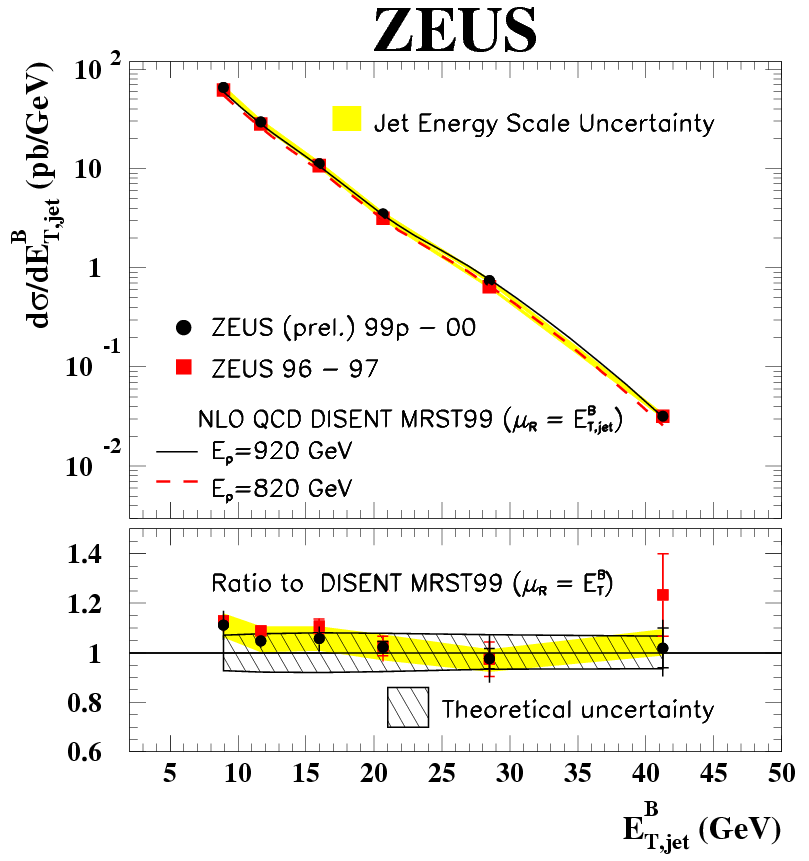 ZEUS
dσ/dE^B_T,jet (pb/GeV)
10^2
10
1
10^-1
10^-2
Jet Energy Scale Uncertainty
ZEUS (prel.) 99p – 00
ZEUS 96 – 97
NLO QCD DISENT MRST99 (μ_R = E^B_T,jet)
E_p=920 GeV
E_p=820 GeV
1.4
1.2
1
0.8
0.6
Ratio to DISENT MRST99 (μ_R = E^B_T)
Theoretical uncertainty
5 10 15 20 25 30 35 40 45 50
E^B_T,jet (GeV)